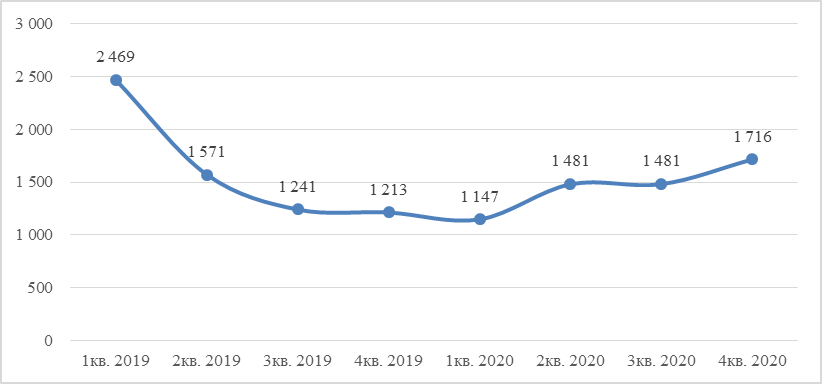 3 000
2 500
2 000
1 500
1 000
500
0
2 469
1 571
1 241
1 213
1 147
1 481
1 481
1 716
1кв. 2019
2кв. 2019
3кв. 2019
4кв. 2019
1кв. 2020
2кв. 2020
3кв. 2020
4кв. 2020